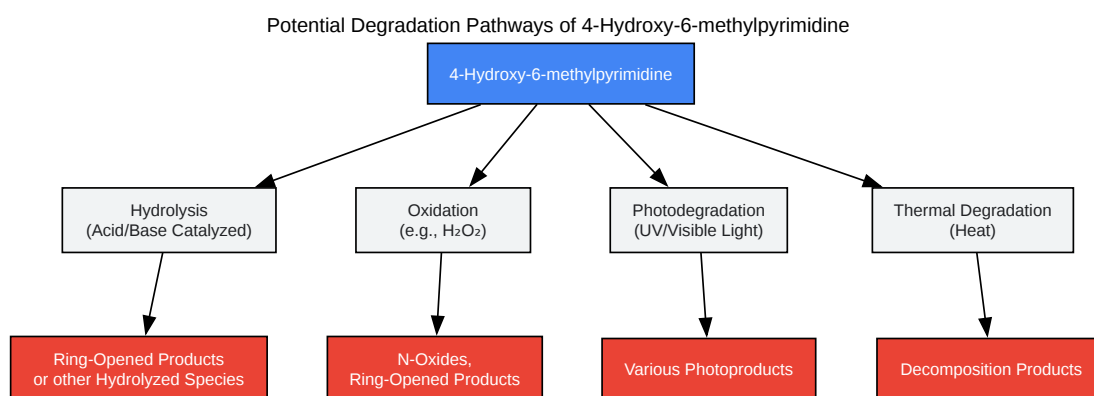 Potential Degradation Pathways of 4-Hydroxy-6-methylpyrimidine
4-Hydroxy-6-methylpyrimidine
Hydrolysis
(Acid/Base Catalyzed)
Oxidation
(e.g., H₂O₂)
Photodegradation
(UV/Visible Light)
Thermal Degradation
(Heat)
Ring-Opened Products
or other Hydrolyzed Species
N-Oxides,
Ring-Opened Products
Various Photoproducts
Decomposition Products